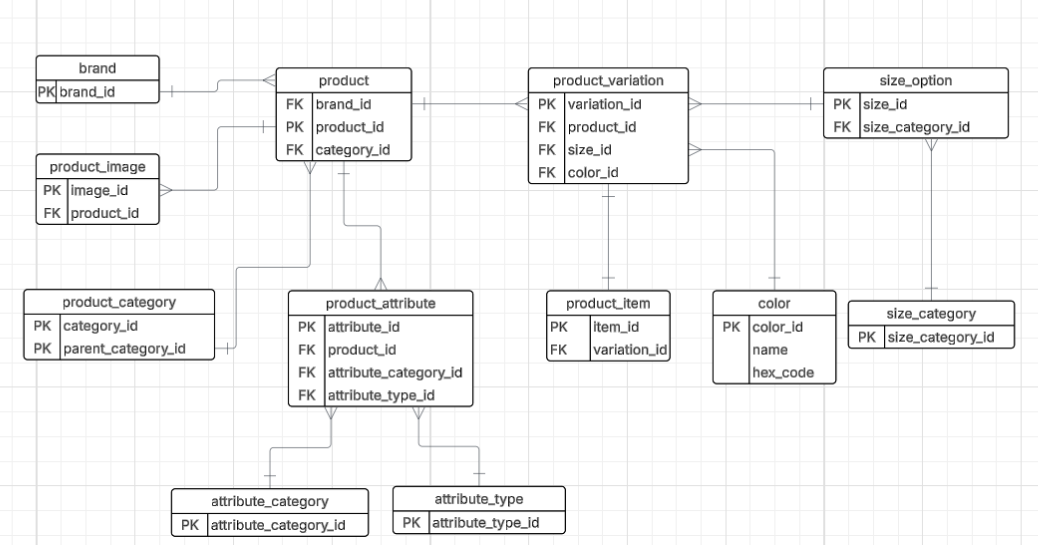 brand
PK brand_id
product
FK brand_id
PK product_id
FK category_id
product_variation
PK variation_id
FK product_id
FK size_id
FK color_id
size_option
PK size_id
FK size_category_id
product_image
PK image_id
FK product_id
product_category
PK category_id
PK parent_category_id
product_attribute
PK attribute_id
FK product_id
FK attribute_category_id
FK attribute_type_id
product_item
PK item_id
FK variation_id
color
PK color_id
name
hex_code
size_category
PK size_category_id
attribute_category
PK attribute_category_id
attribute_type
PK attribute_type_id